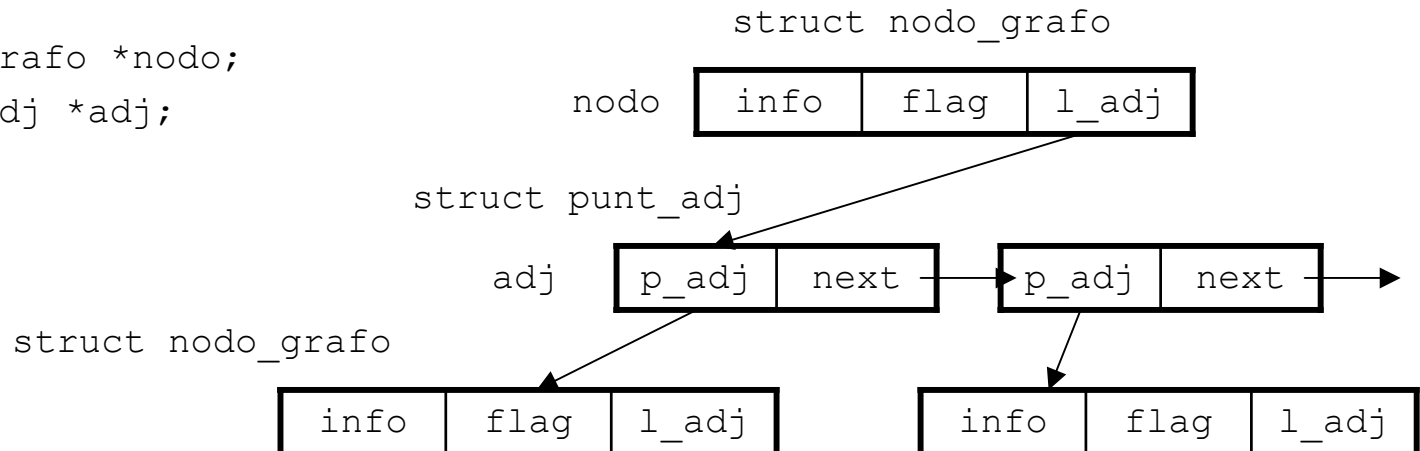 struct nodo_grafo
rafo *nodo;
dj *adj;
nodo info flag l_adj
struct punt_adj
adj p_adj next p_adj next
struct nodo_grafo
info flag l_adj info flag l_adj